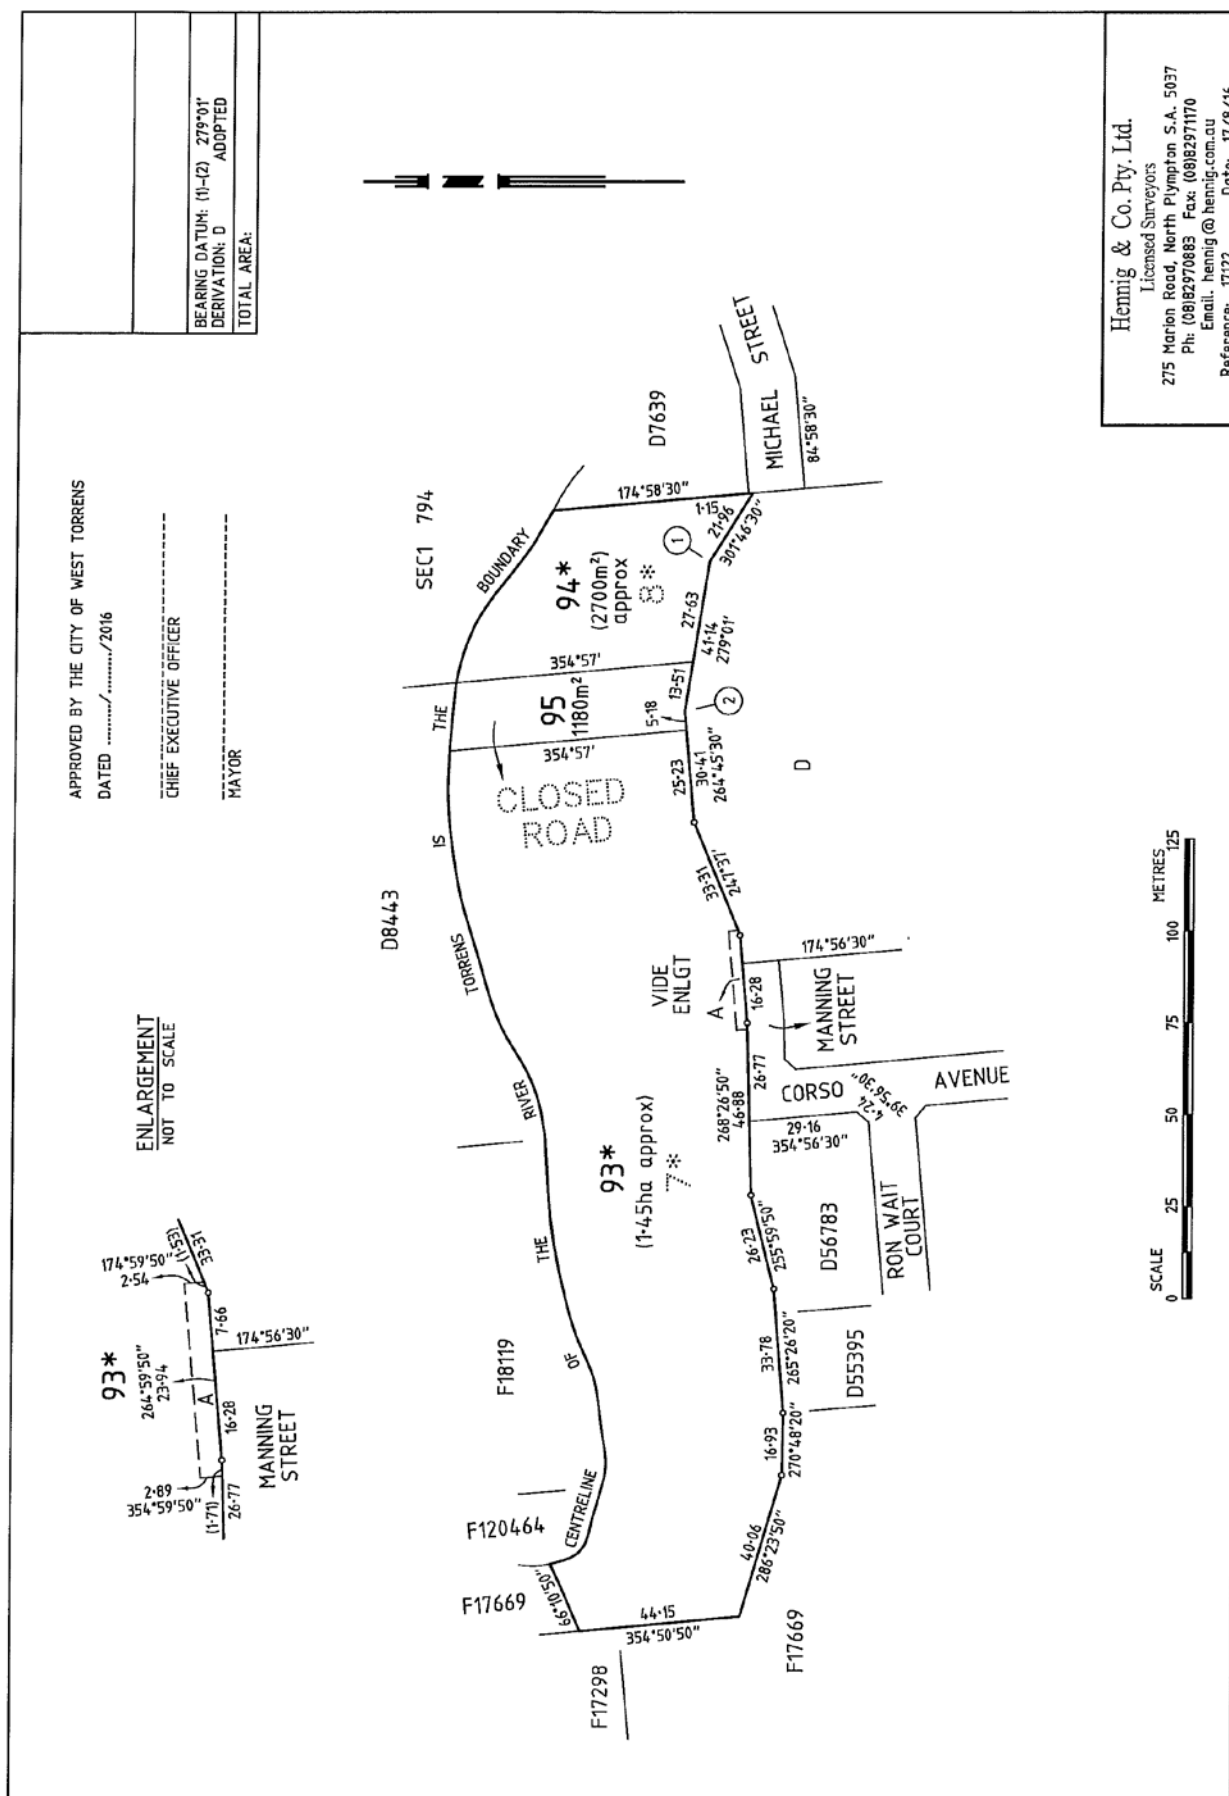 APPROVED BY THE CITY OF WEST TORRENS
DATED ........./........./2016
CHIEF EXECUTIVE OFFICER
MAYOR
BEARING DATUM: (1)-(2) 279°01'
DERIVATION: D ADOPTED
TOTAL AREA:
ENLARGEMENT
NOT TO SCALE
93*
264°59'50"
23·94
A
2·89
354°59'50"
(1·71)
26·77
16·28
7·66
174°59'50"
2·54
(1·53)
33·31
174°56'30"
MANNING
STREET
D8443
SEC1 794
F18119
F120464
F17669
F17298
D7639
CENTRELINE
OF
THE
RIVER
TORRENS
IS
THE
BOUNDARY
66°10'50"
44·15
354°50'50"
93*
(1·45ha approx)
7*
CLOSED
ROAD
95
1180m²
354°57'
354°57'
94*
(2700m²)
approx
8*
174°58'30"
1·15
21·96
301°46'30"
1
27·63
41·14
279°01'
13·51
2
5·18
25·23
30·41
264°45'30"
33·31
247°37'
VIDE
ENLGT
A
16·28
174°56'30"
MANNING
STREET
26·77
268°26'50"
46·88
26·23
255°59'50"
33·78
265°26'20"
16·93
270°48'20"
40·06
286°23'50"
F17669
D55395
D56783
29·16
354°56'30"
CORSO
AVENUE
4·24
39°56'30"
RON WAIT
COURT
D
MICHAEL STREET
84°58'30"
SCALE
METRES
0 25 50 75 100 125
Hennig & Co. Pty. Ltd.
Licensed Surveyors
275 Marion Road, North Plympton S.A. 5037
Ph: (08)82970883 Fax: (08)82971170
Email. hennig @ hennig.com.au
Reference: 17122 Date: 17/8/16